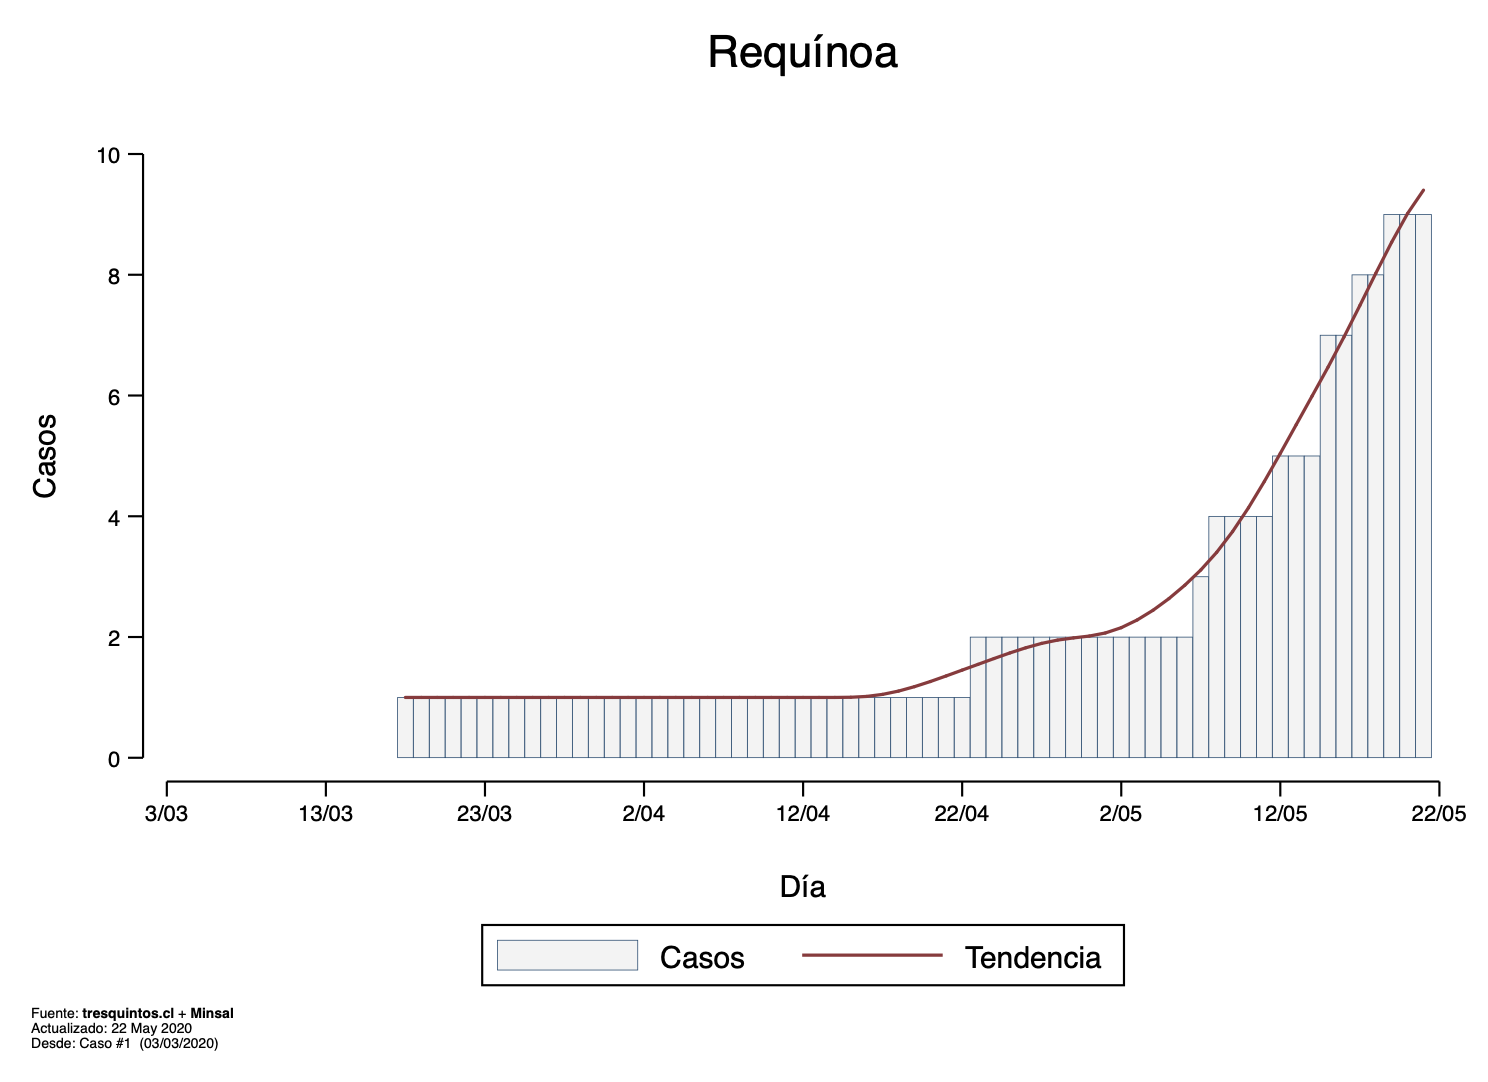 Requínoa
10
8
6
4
2
0
Casos
3/03 13/03 23/03 2/04 12/04 22/04 2/05 12/05 22/05
Día
Casos Tendencia
Fuente: tresquintos.cl + Minsal
Actualizado: 22 May 2020
Desde: Caso #1 (03/03/2020)